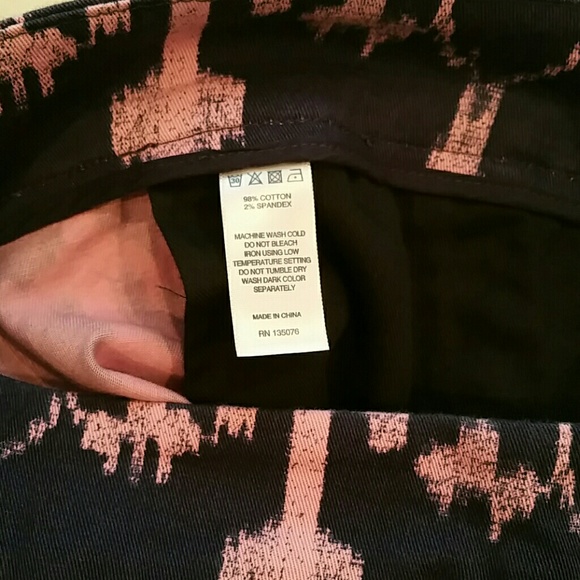 30
98% COTTON
2% SPANDEX
MACHINE WASH COLD
DO NOT BLEACH
IRON USING LOW
TEMPERATURE SETTING
DO NOT TUMBLE DRY
WASH DARK COLOR
SEPARATELY
MADE IN CHINA
RN 135076